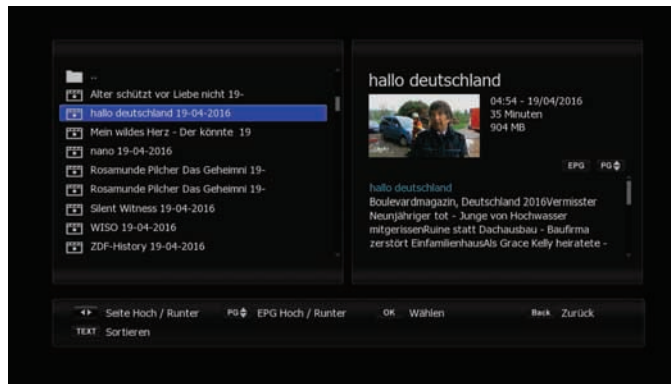 ..
Alter schützt vor Liebe nicht 19-
hallo deutschland 19-04-2016
Mein wildes Herz - Der könnte  19
nano 19-04-2016
Rosamunde Pilcher Das Geheimni 19-
Rosamunde Pilcher Das Geheimni 19-
Silent Witness 19-04-2016
WISO 19-04-2016
ZDF-History 19-04-2016
hallo deutschland
04:54 - 19/04/2016
35 Minuten
904 MB
EPG PG
hallo deutschland
Boulevardmagazin, Deutschland 2016Vermisster
Neunjähriger tot - Junge von Hochwasser
mitgerissenRuine statt Dachausbau - Baufirma
zerstört EinfamilienhausAls Grace Kelly heiratete -
Seite Hoch / Runter PG EPG Hoch / Runter OK Wählen Back Zurück
TEXT Sortieren